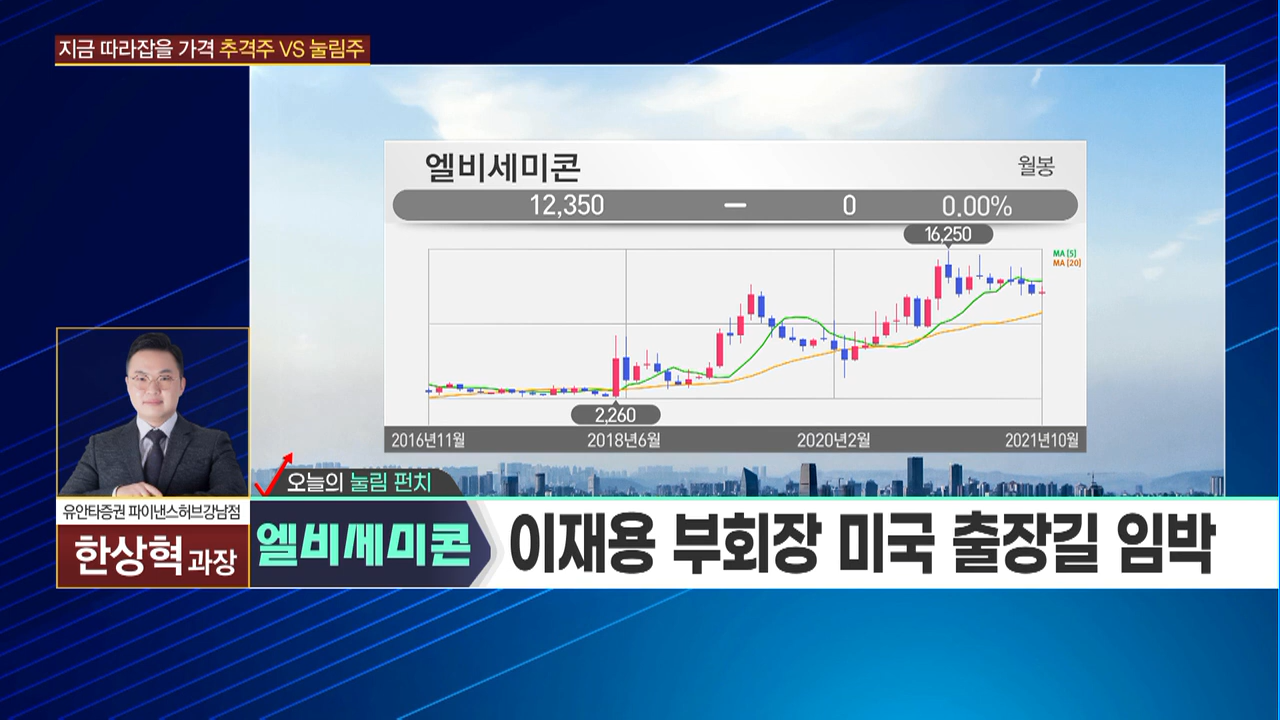 지금 따라잡을 가격 추격주 VS 눌림주
엘비세미콘
월봉
12,350 ㅡ 0 0.00%
16,250
MA [5]
MA [20]
2,260
2016년11월 2018년6월 2020년2월 2021년10월
오늘의 눌림 펀치
유안타증권 파이낸스허브강남점
한상혁 과장
엘비세미콘
이재용 부회장 미국 출장길 임박